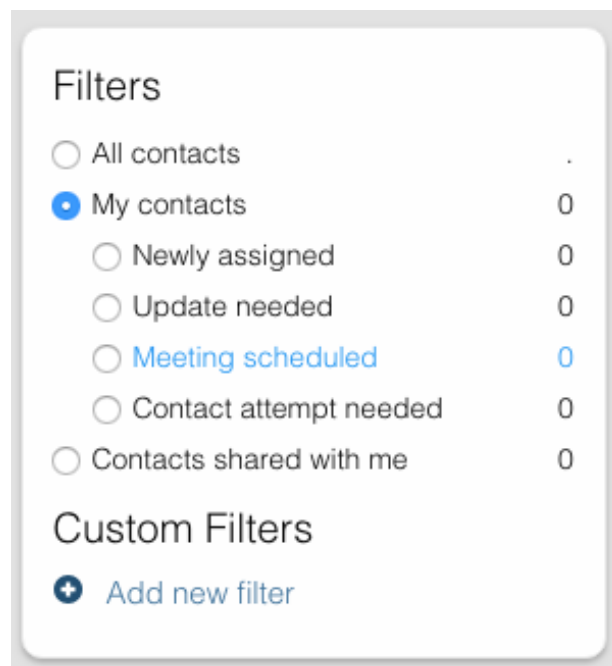 Filters
All contacts .
My contacts 0
Newly assigned 0
Update needed 0
Meeting scheduled 0
Contact attempt needed 0
Contacts shared with me 0
Custom Filters
Add new filter